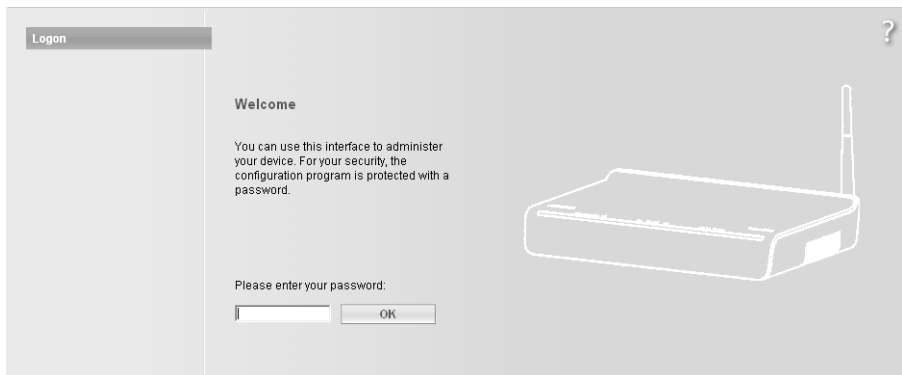 Logon
?
Welcome
You can use this interface to administer
your device. For your security, the
configuration program is protected with a
password.
Please enter your password:
OK